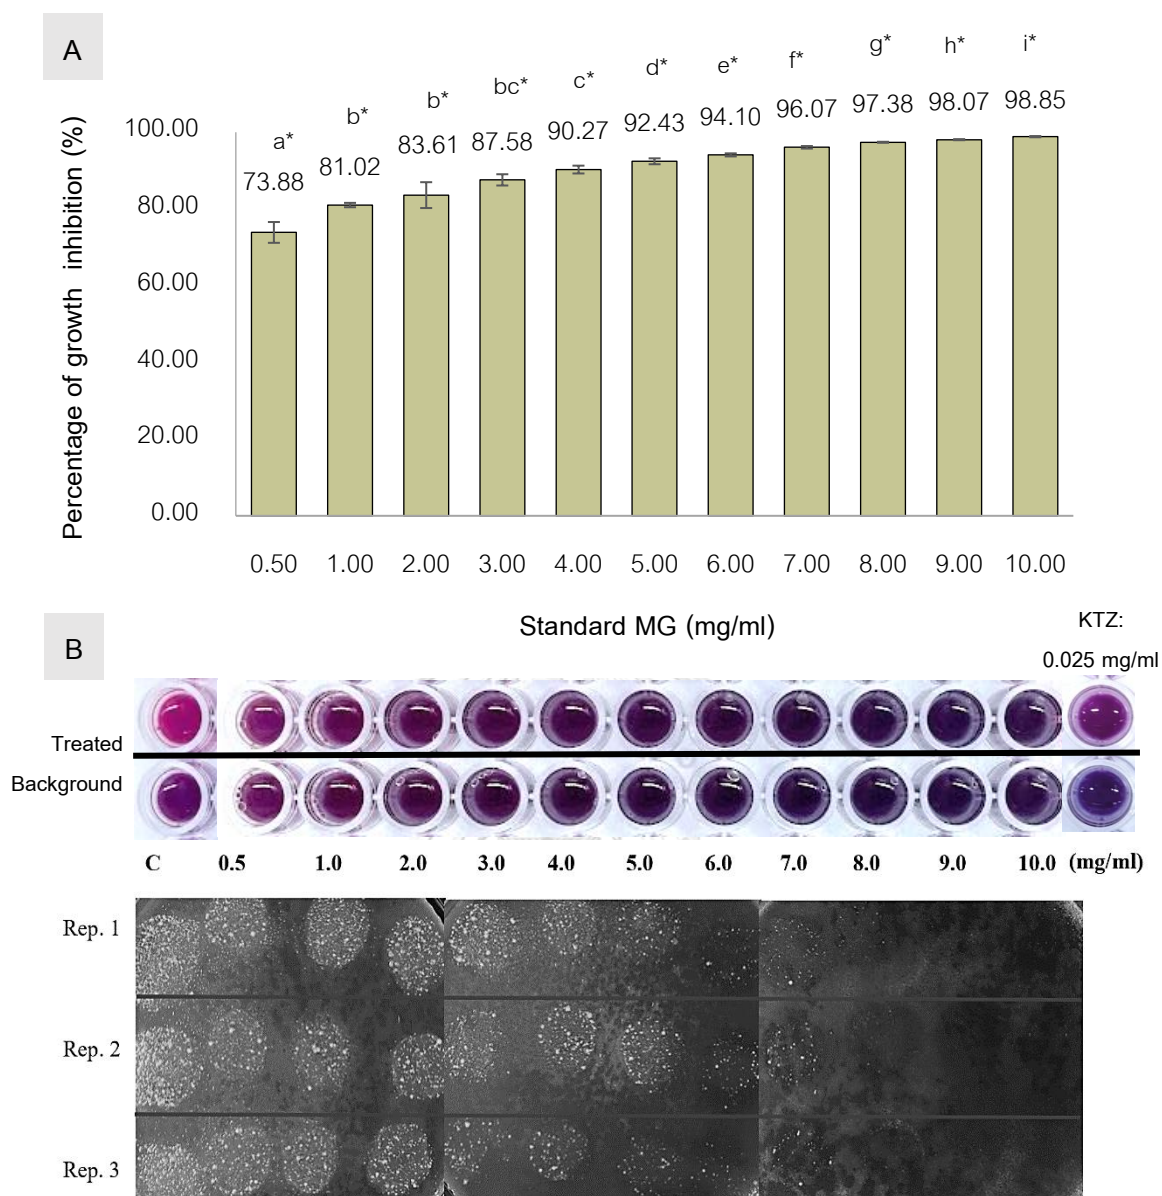 A
Percentage of growth inhibition (%)
a* b* b* bc* c* d* e* f* g* h* i*
73.88 81.02 83.61 87.58 90.27 92.43 94.10 96.07 97.38 98.07 98.85
100.00
80.00
60.00
40.00
20.00
0.00
0.50 1.00 2.00 3.00 4.00 5.00 6.00 7.00 8.00 9.00 10.00
Standard MG (mg/ml)
B
KTZ:
0.025 mg/ml
Treated
Background
C 0.5 1.0 2.0 3.0 4.0 5.0 6.0 7.0 8.0 9.0 10.0 (mg/ml)
Rep. 1
Rep. 2
Rep. 3